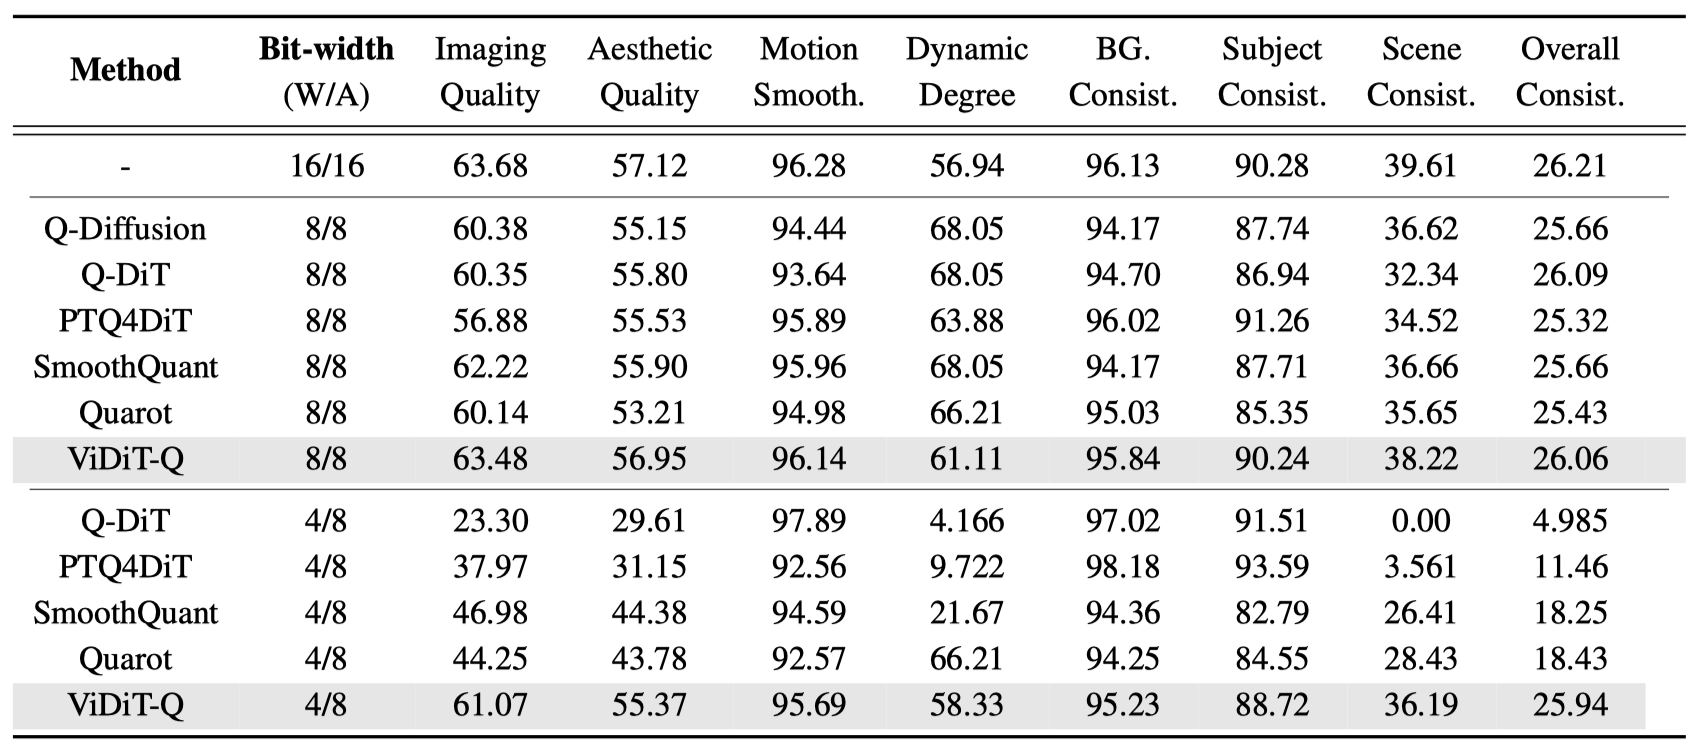 Method Bit-width (W/A) Imaging Quality Aesthetic Quality Motion Smooth. Dynamic Degree BG. Consist. Subject Consist. Scene Consist. Overall Consist.
- 16/16 63.68 57.12 96.28 56.94 96.13 90.28 39.61 26.21
Q-Diffusion 8/8 60.38 55.15 94.44 68.05 94.17 87.74 36.62 25.66
Q-DiT 8/8 60.35 55.80 93.64 68.05 94.70 86.94 32.34 26.09
PTQ4DiT 8/8 56.88 55.53 95.89 63.88 96.02 91.26 34.52 25.32
SmoothQuant 8/8 62.22 55.90 95.96 68.05 94.17 87.71 36.66 25.66
Quarot 8/8 60.14 53.21 94.98 66.21 95.03 85.35 35.65 25.43
ViDiT-Q 8/8 63.48 56.95 96.14 61.11 95.84 90.24 38.22 26.06
Q-DiT 4/8 23.30 29.61 97.89 4.166 97.02 91.51 0.00 4.985
PTQ4DiT 4/8 37.97 31.15 92.56 9.722 98.18 93.59 3.561 11.46
SmoothQuant 4/8 46.98 44.38 94.59 21.67 94.36 82.79 26.41 18.25
Quarot 4/8 44.25 43.78 92.57 66.21 94.25 84.55 28.43 18.43
ViDiT-Q 4/8 61.07 55.37 95.69 58.33 95.23 88.72 36.19 25.94